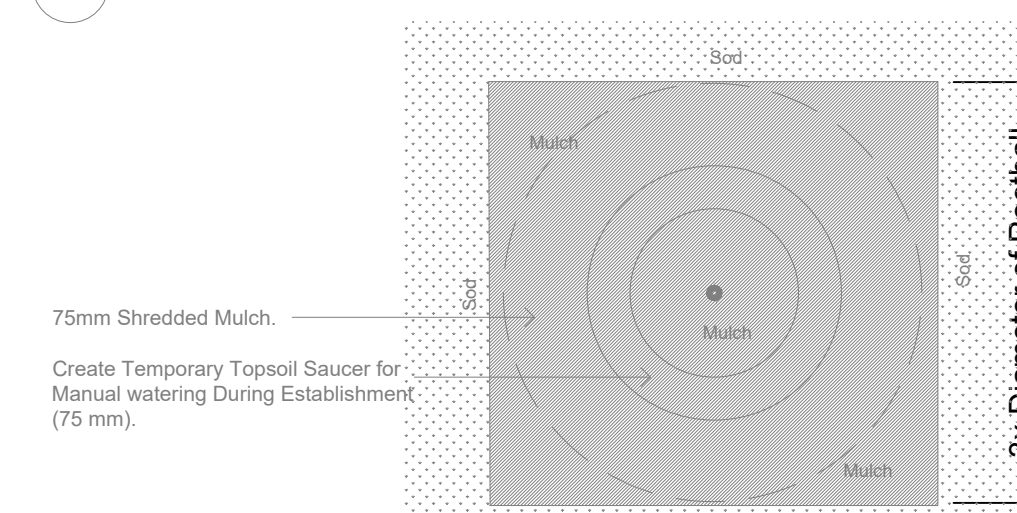 Sod
Mulch
Sod
Sod
75mm Shredded Mulch.
Mulch
Create Temporary Topsoil Saucer for
Manual watering During Establishment
(75 mm).
Mulch